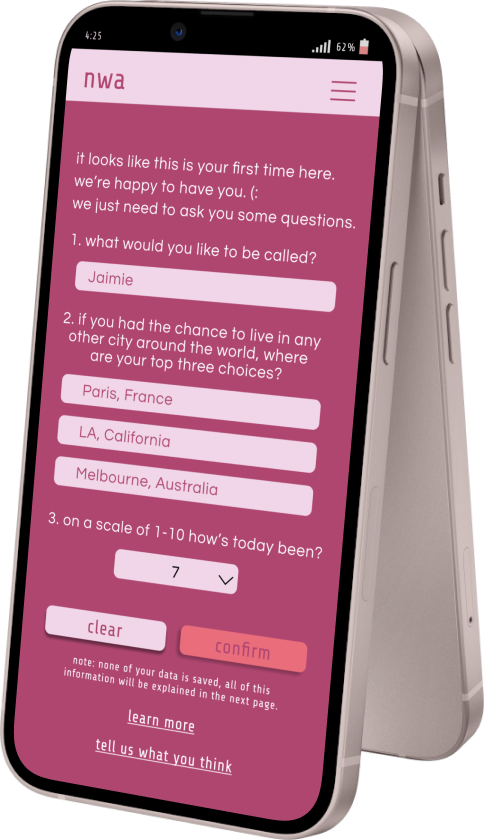 4:25
62%
nwa
it looks like this is your first time here.
we're happy to have you. (:
we just need to ask you some questions.
1. what would you like to be called?
Jaimie
2. if you had the chance to live in any
other city around the world, where
are your top three choices?
Paris, France
LA, California
Melbourne, Australia
3. on a scale of 1-10 how's today been?
7
clear
confirm
note: none of your data is saved, all of this
information will be explained in the next page.
learn more
tell us what you think